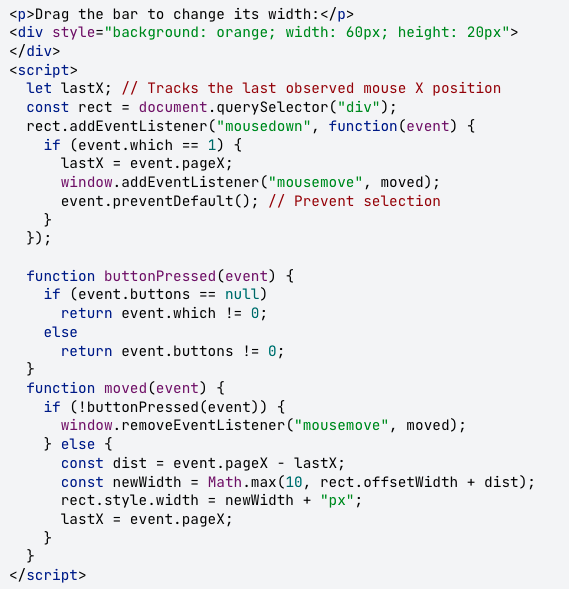 <p>Drag the bar to change its width:</p>
<div style="background: orange; width: 60px; height: 20px">
</div>
<script>
  let lastX; // Tracks the last observed mouse X position
  const rect = document.querySelector("div");
  rect.addEventListener("mousedown", function(event) {
    if (event.which == 1) {
      lastX = event.pageX;
      window.addEventListener("mousemove", moved);
      event.preventDefault(); // Prevent selection
    }
  });

  function buttonPressed(event) {
    if (event.buttons == null)
      return event.which != 0;
    else
      return event.buttons != 0;
  }
  function moved(event) {
    if (!buttonPressed(event)) {
      window.removeEventListener("mousemove", moved);
    } else {
      const dist = event.pageX - lastX;
      const newWidth = Math.max(10, rect.offsetWidth + dist);
      rect.style.width = newWidth + "px";
      lastX = event.pageX;
    }
  }
</script>